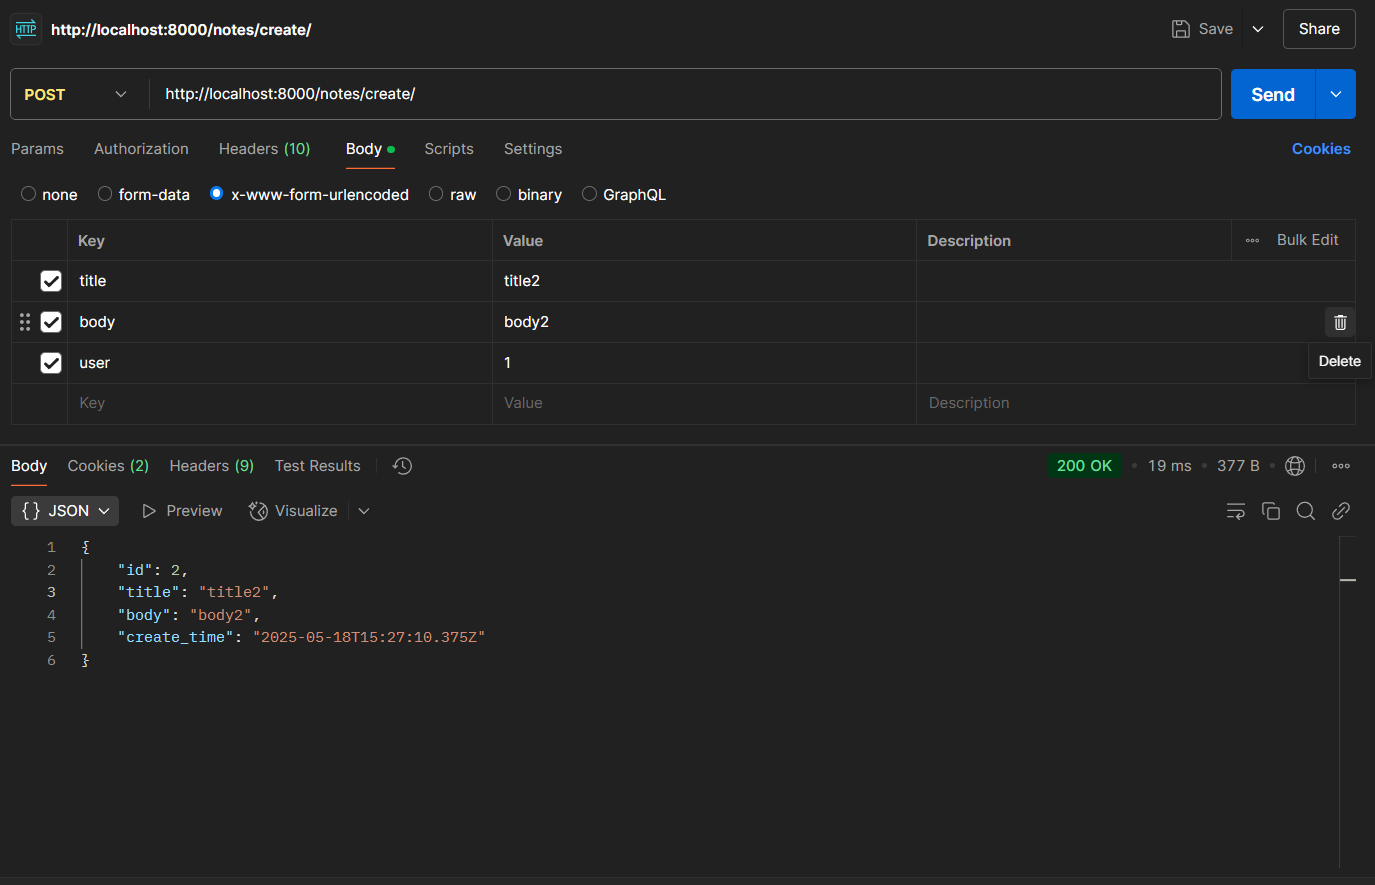 HTTP http://localhost:8000/notes/create/ Save Share
POST http://localhost:8000/notes/create/ Send
Params Authorization Headers (10) Body Scripts Settings Cookies
none form-data x-www-form-urlencoded raw binary GraphQL
Key Value Description Bulk Edit
title title2
body body2
user 1
Delete
Key Value Description
Body Cookies (2) Headers (9) Test Results 200 OK 19 ms 377 B
{} JSON Preview Visualize
1 {
2 "id": 2,
3 "title": "title2",
4 "body": "body2",
5 "create_time": "2025-05-18T15:27:10.375Z"
6 }